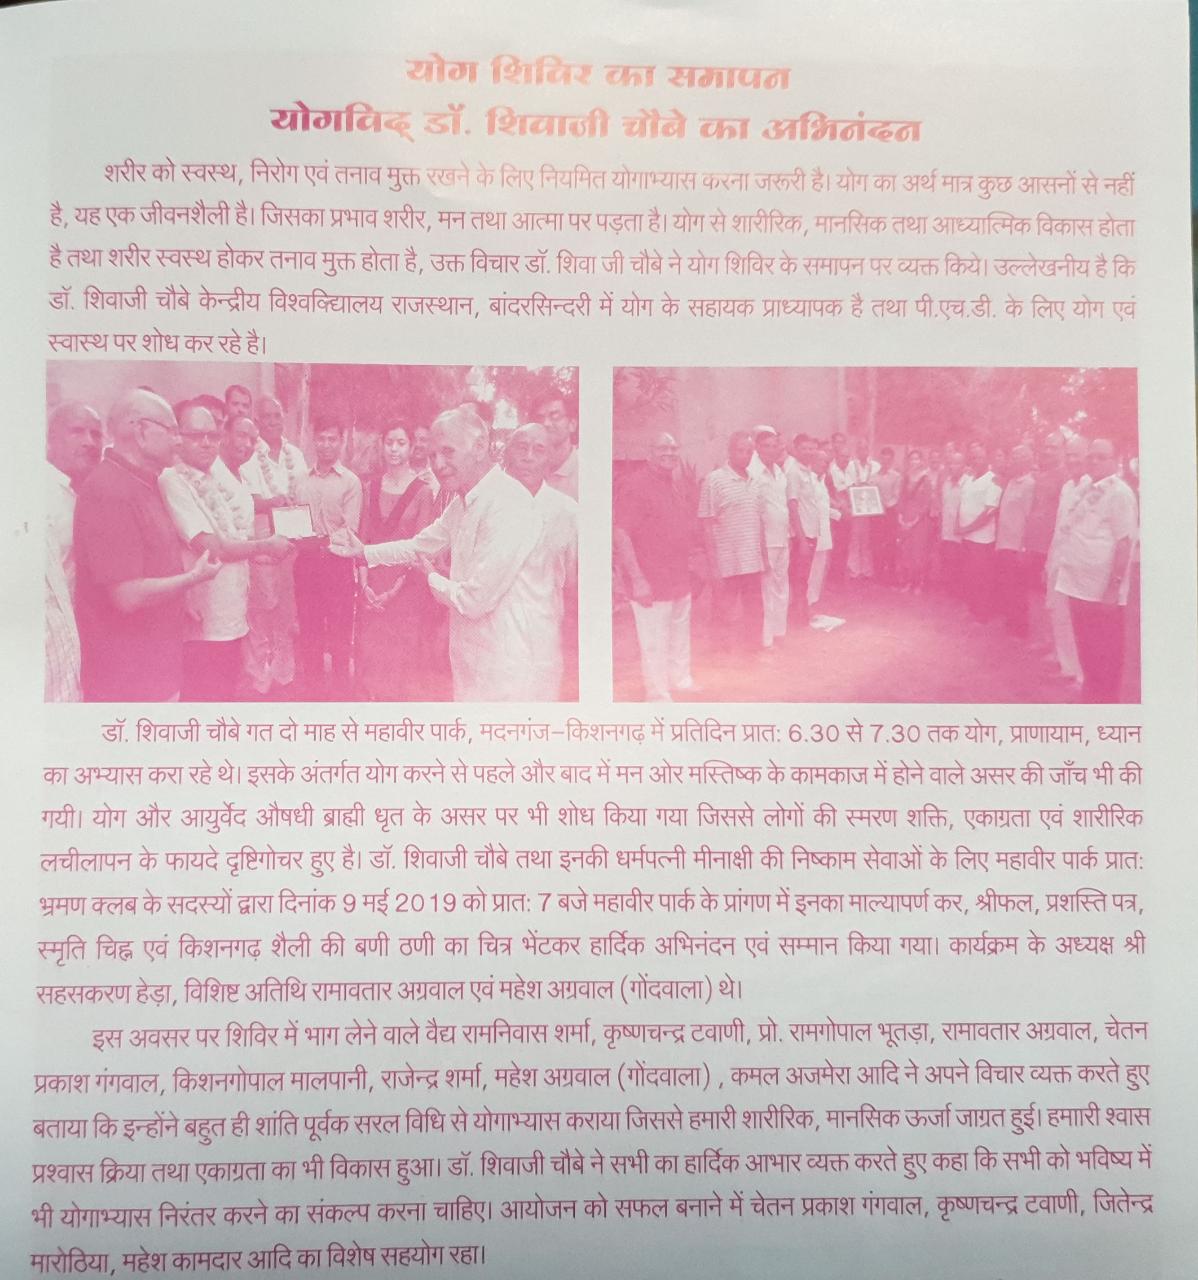 योग शिविर का समापन
योगविद् डॉ. शिवाजी चौबे का अभिनंदन
शरीर को स्वस्थ, निरोग एवं तनाव मुक्त रखने के लिए नियमित योगाभ्यास करना जरूरी है। योग का अर्थ मात्र कुछ आसनों से नहीं
है, यह एक जीवनशैली है। जिसका प्रभाव शरीर, मन तथा आत्मा पर पड़ता है। योग से शारीरिक, मानसिक तथा आध्यात्मिक विकास होता
है तथा शरीर स्वस्थ होकर तनाव मुक्त होता है, उक्त विचार डॉ. शिवा जी चौबे ने योग शिविर के समापन पर व्यक्त किये। उल्लेखनीय है कि
डॉ. शिवाजी चौबे केन्द्रीय विश्वविद्यालय राजस्थान, बांदरसिन्दरी में योग के सहायक प्राध्यापक है तथा पी.एच.डी. के लिए योग एवं
स्वास्थ पर शोध कर रहे है।
डॉ. शिवाजी चौबे गत दो माह से महावीर पार्क, मदनगंज-किशनगढ़ में प्रतिदिन प्रात: 6.30 से 7.30 तक योग, प्राणायाम, ध्यान
का अभ्यास करा रहे थे। इसके अंतर्गत योग करने से पहले और बाद में मन ओर मस्तिष्क के कामकाज में होने वाले असर की जाँच भी की
गयी। योग और आयुर्वेद औषधी ब्राह्मी धृत के असर पर भी शोध किया गया जिससे लोगों की स्मरण शक्ति, एकाग्रता एवं शारीरिक
लचीलापन के फायदे दृष्टिगोचर हुए है। डॉ. शिवाजी चौबे तथा इनकी धर्मपत्नी मीनाक्षी की निष्काम सेवाओं के लिए महावीर पार्क प्रात:
भ्रमण क्लब के सदस्यों द्वारा दिनांक 9 मई 2019 को प्रात: 7 बजे महावीर पार्क के प्रांगण में इनका माल्यापर्ण कर, श्रीफल, प्रशस्ति पत्र,
स्मृति चिह्न एवं किशनगढ़ शैली की बणी ठणी का चित्र भेंटकर हार्दिक अभिनंदन एवं सम्मान किया गया। कार्यक्रम के अध्यक्ष श्री
सहसकरण हेड़ा, विशिष्ट अतिथि रामावतार अग्रवाल एवं महेश अग्रवाल (गोंदवाला) थे।
इस अवसर पर शिविर में भाग लेने वाले वैद्य रामनिवास शर्मा, कृष्णचन्द्र टवाणी, प्रो. रामगोपाल भूतड़ा, रामावतार अग्रवाल, चेतन
प्रकाश गंगवाल, किशनगोपाल मालपानी, राजेन्द्र शर्मा, महेश अग्रवाल (गोंदवाला) , कमल अजमेरा आदि ने अपने विचार व्यक्त करते हुए
बताया कि इन्होंने बहुत ही शांति पूर्वक सरल विधि से योगाभ्यास कराया जिससे हमारी शारीरिक, मानसिक ऊर्जा जाग्रत हुई। हमाारी श्वास
प्रश्वास क्रिया तथा एकाग्रता का भी विकास हुआ। डॉ. शिवाजी चौबे ने सभी का हार्दिक आभार व्यक्त करते हुए कहा कि सभी को भविष्य में
भी योगाभ्यास निरंतर करने का संकल्प करना चाहिए। आयोजन को सफल बनाने में चेतन प्रकाश गंगवाल, कृष्णचन्द्र टवाणी, जितेन्द्र
मारोठिया, महेश कामदार आदि का विशेष सहयोग रहा।